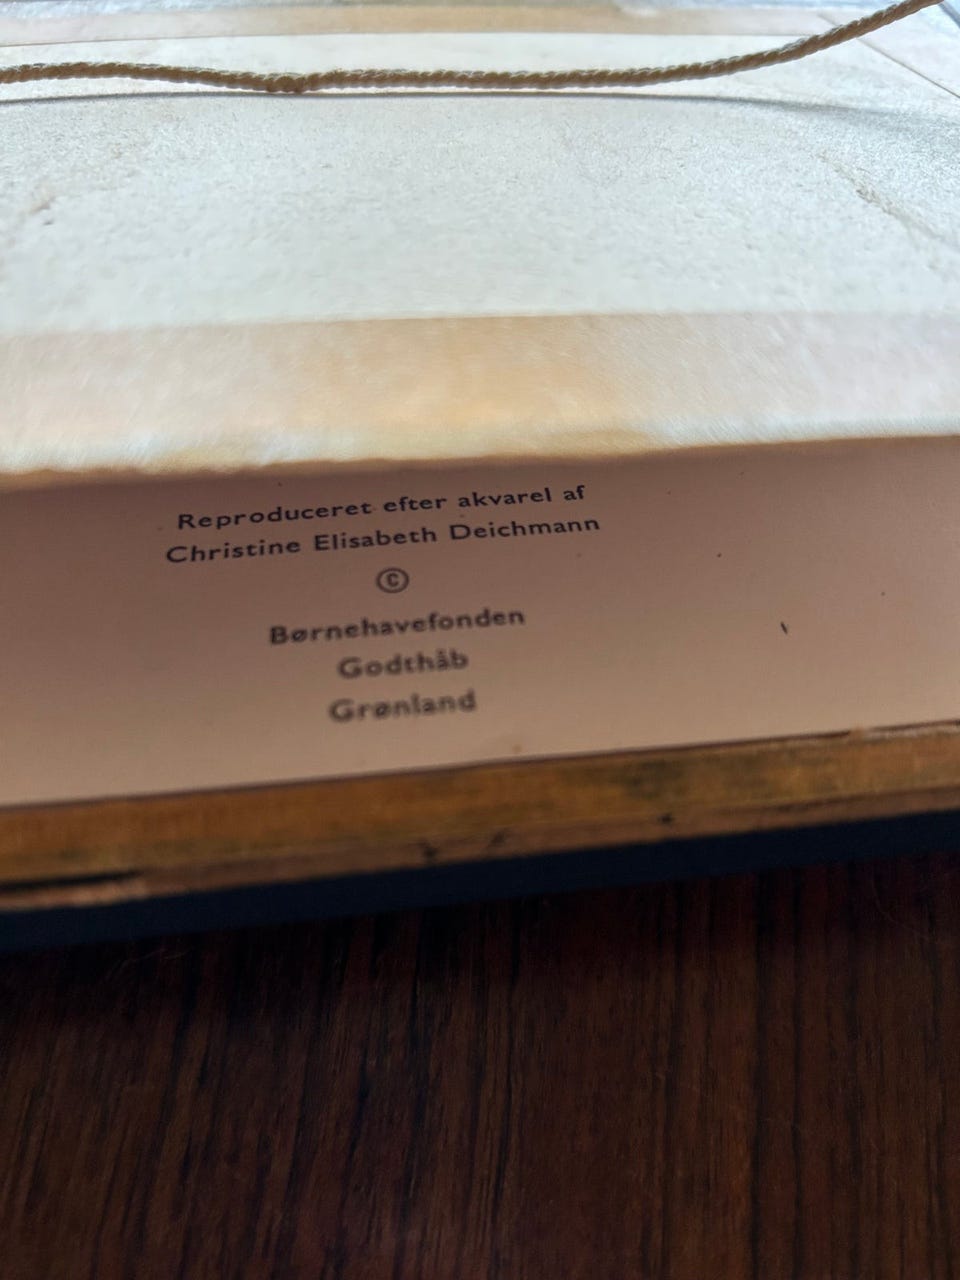 Reproduceret efter akvarel af
Christine Elisabeth Deichmann
©
Børnehavefonden
Godthåb
Grønland